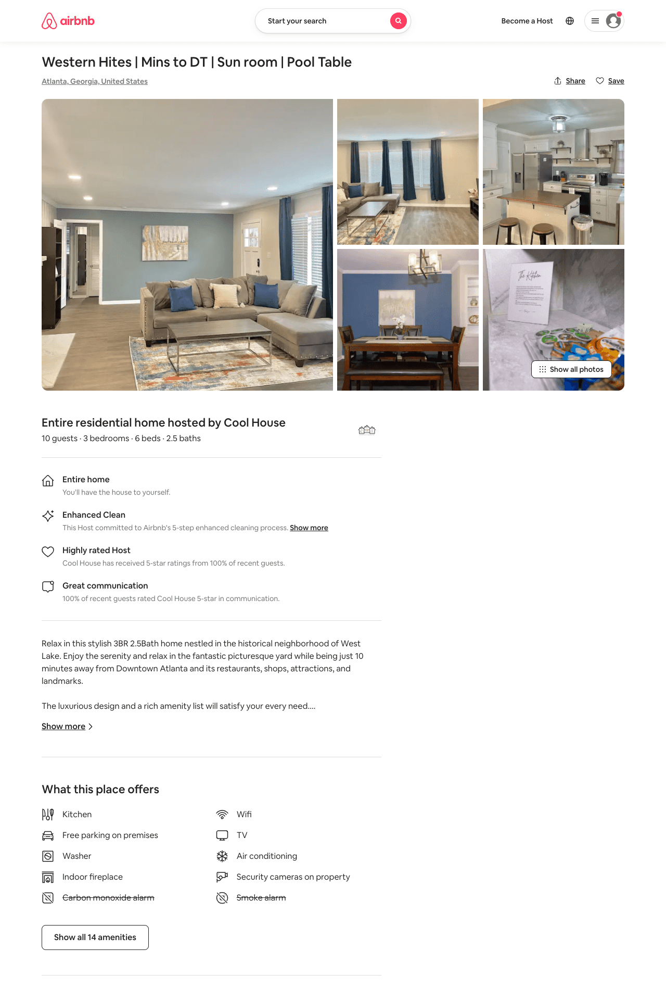 airbnb
Start your search
Become a Host
Western Hites | Mins to DT | Sun room | Pool Table
Atlanta, Georgia, United States
Share
Save
The Kitchen
Show all photos
Entire residential home hosted by Cool House
10 guests · 3 bedrooms · 6 beds · 2.5 baths
Entire home
You’ll have the house to yourself.
Enhanced Clean
This Host committed to Airbnb's 5-step enhanced cleaning process. Show more
Highly rated Host
Cool House has received 5-star ratings from 100% of recent guests.
Great communication
100% of recent guests rated Cool House 5-star in communication.
Relax in this stylish 3BR 2.5Bath home nestled in the historical neighborhood of West
Lake. Enjoy the serenity and relax in the fantastic picturesque yard while being just 10
minutes away from Downtown Atlanta and its restaurants, shops, attractions, and
landmarks.
The luxurious design and a rich amenity list will satisfy your every need....
Show more
What this place offers
Kitchen
Wifi
Free parking on premises
TV
Washer
Air conditioning
Indoor fireplace
Security cameras on property
Carbon monoxide alarm
Smoke alarm
Show all 14 amenities